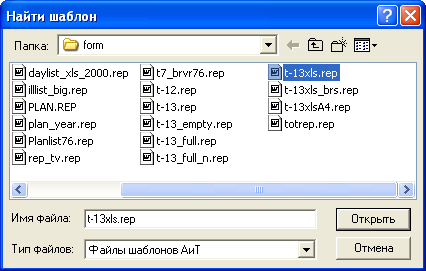 Найти шаблон
Папка: form
daylist_xls_2000.rep t7_brvr76.rep t-13xls.rep
illlist_big.rep t-12.rep t-13xls_brs.rep
PLAN.REP t-13.rep t-13xlsA4.rep
plan_year.rep t-13_empty.rep totrep.rep
Planlist76.rep t-13_full.rep
rep_tv.rep t-13_full_n.rep
Имя файла: t-13xls.rep Открыть
Тип файлов: Файлы шаблонов АиТ Отмена